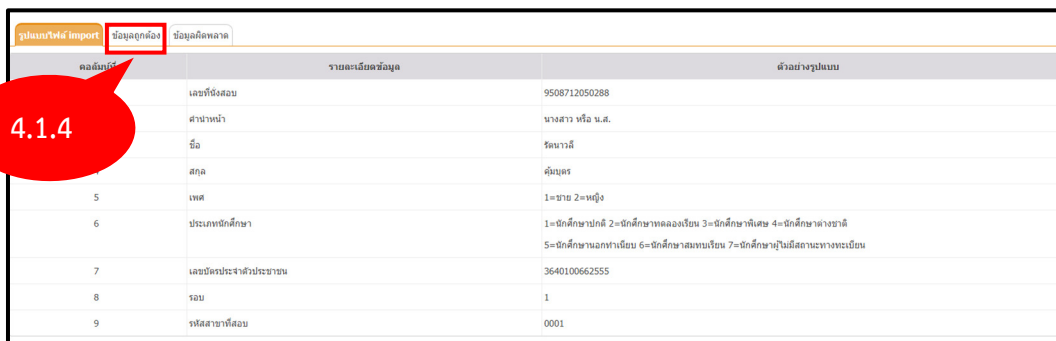 รูปแบบไฟล์ import ข้อมูลถูกต้อง ข้อมูลผิดพลาด
คอลัมน์ที่ รายละเอียดข้อมูล ตัวอย่างรูปแบบ
เลขที่นั่งสอบ 9508712050288
4.1.4
คำนำหน้า นางสาว หรือ น.ส.
ชื่อ รัตนาวลี
สกุล คุ้มบุตร
5 เพศ 1=ชาย 2=หญิง
6 ประเภทนักศึกษา 1=นักศึกษาปกติ 2=นักศึกษาทดลองเรียน 3=นักศึกษาพิเศษ 4=นักศึกษาต่างชาติ
5=นักศึกษานอกทำเนียบ 6=นักศึกษาสมทบเรียน 7=นักศึกษาผู้ไม่มีสถานะทางทะเบียน
7 เลขบัตรประจำตัวประชาชน 3640100662555
8 รอบ 1
9 รหัสสาขาที่สอบ 0001